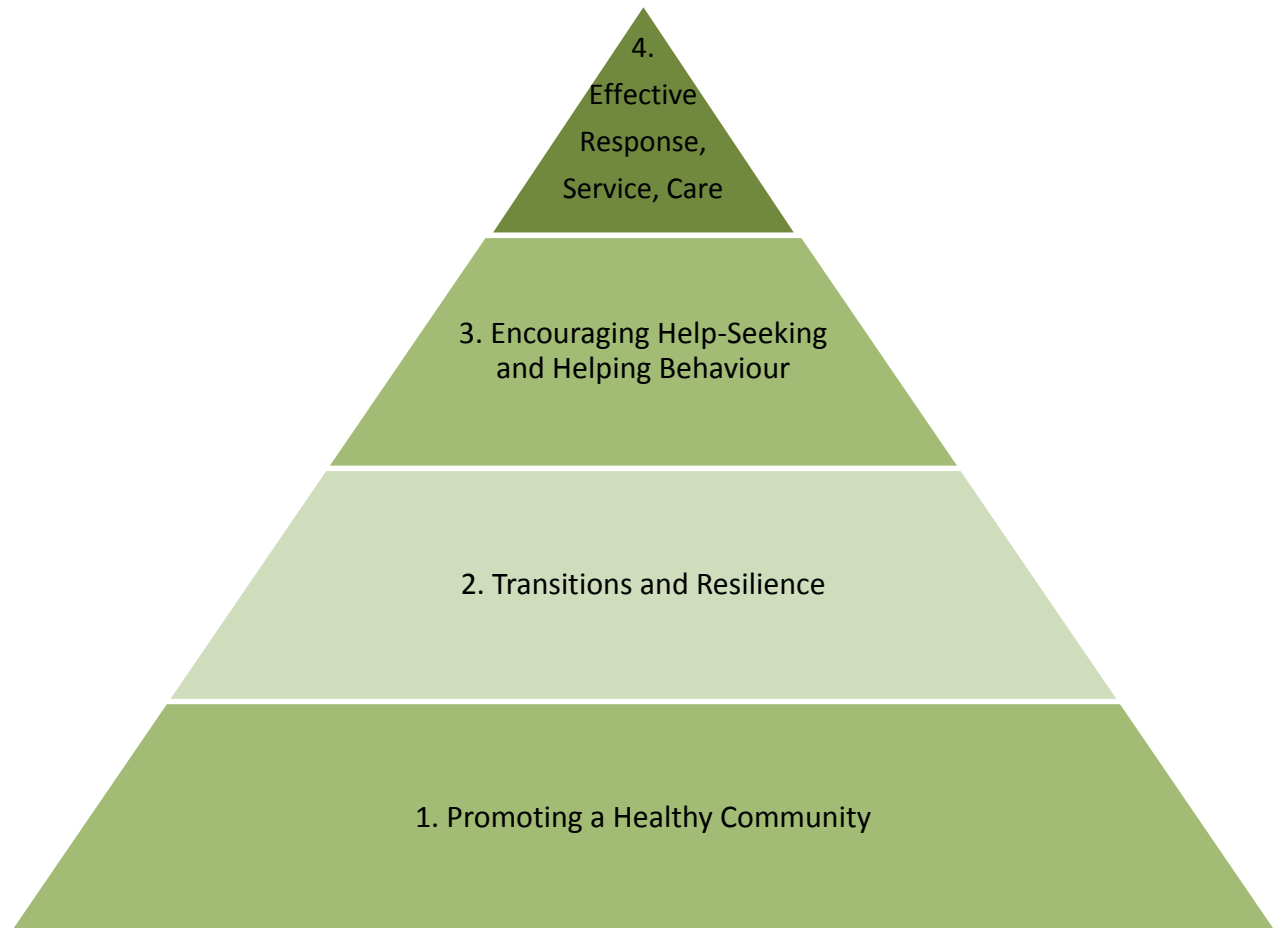 4.
Effective
Response,
Service, Care
3. Encouraging Help-Seeking
and Helping Behaviour
2. Transitions and Resilience
1. Promoting a Healthy Community